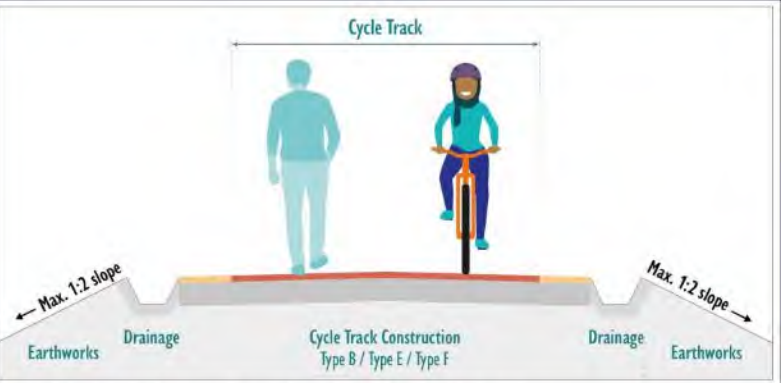 Cycle Track
Max. 1:2 slope
Max. 1:2 slope
Drainage
Cycle Track Construction
Drainage
Earthworks
Type B / Type E / Type F
Earthworks